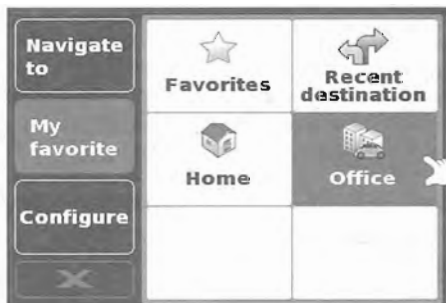 Navigate
to
My
favorite
Configure
Favorites
Recent
destination
Home
Office